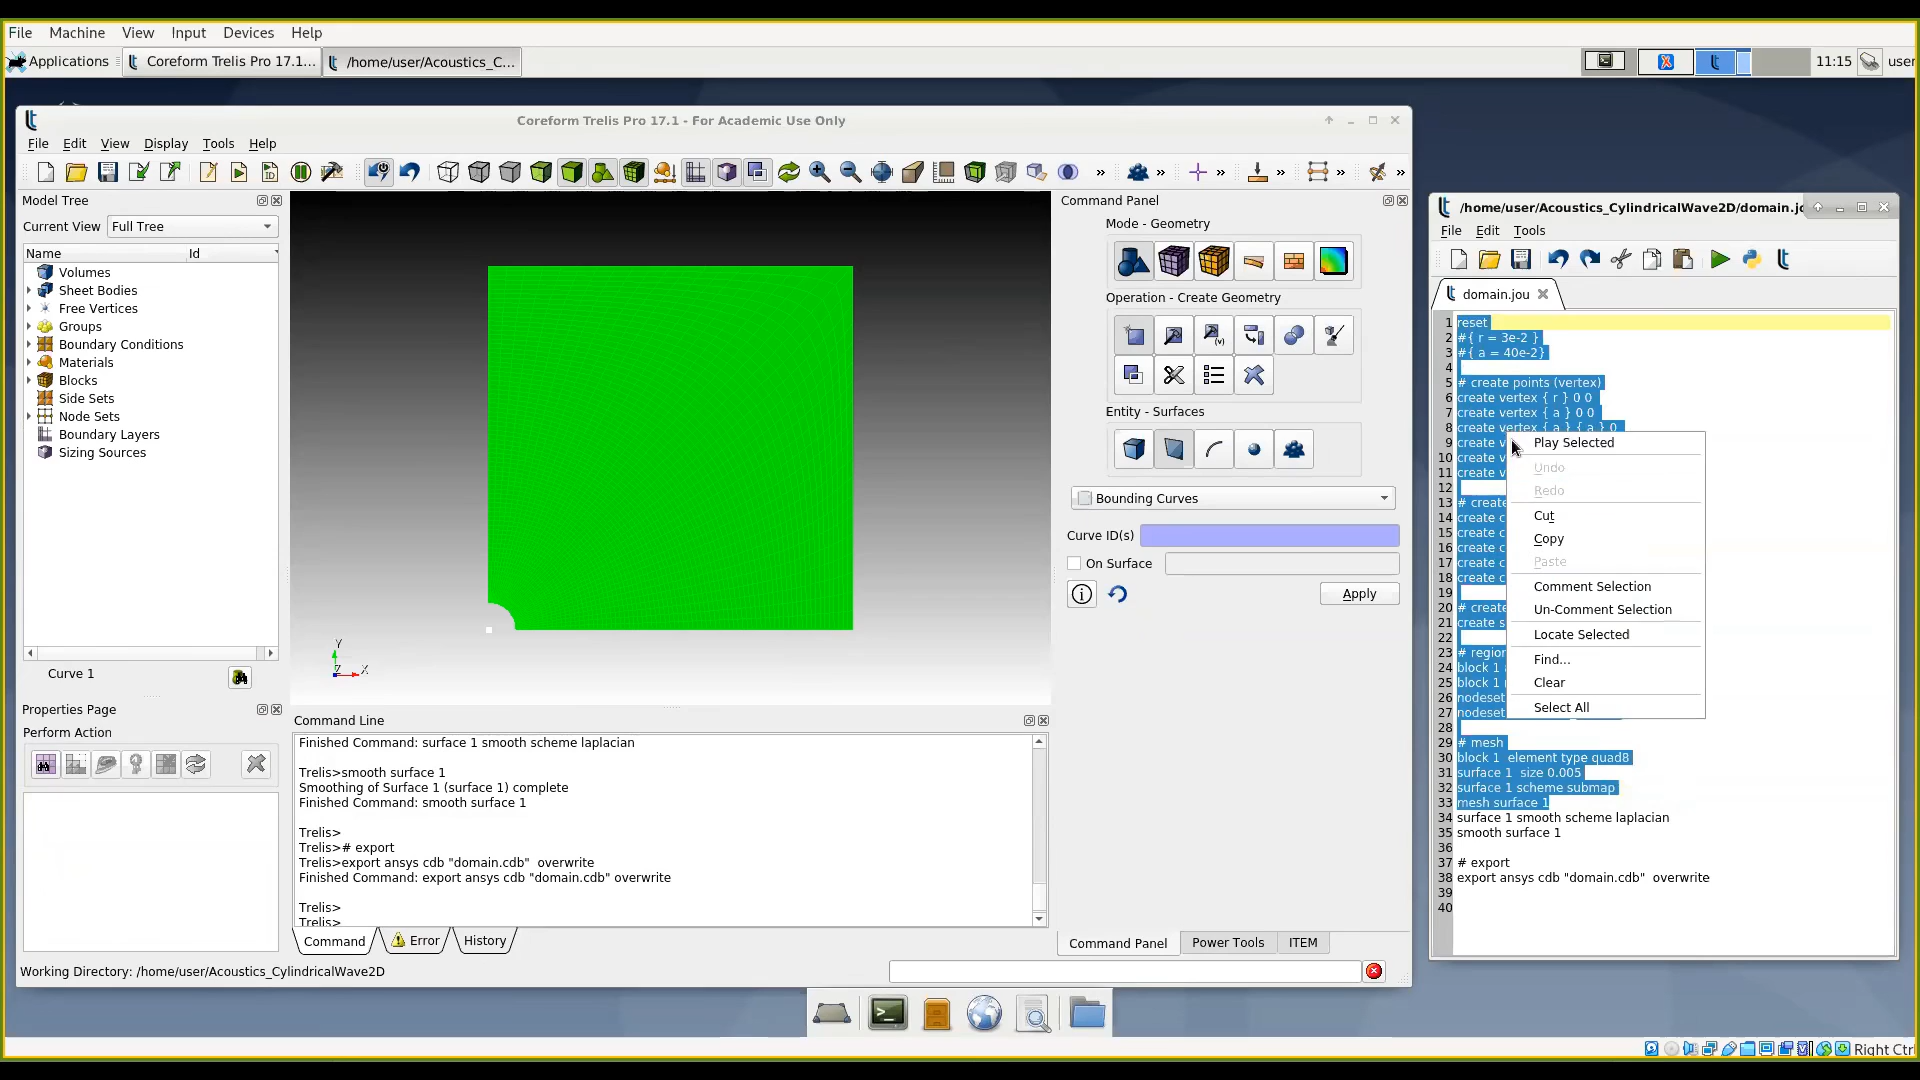 File Machine View Input Devices Help
Applications Coreform Trelis Pro 17.1... /home/user/Acoustics_C... 11:15 user
Coreform Trelis Pro 17.1 - For Academic Use Only
File Edit View Display Tools Help
Model Tree
Current View Full Tree
Name Id
Volumes
Sheet Bodies
Free Vertices
Groups
Boundary Conditions
Materials
Blocks
Side Sets
Node Sets
Boundary Layers
Sizing Sources
Curve 1
Properties Page
Perform Action
Y
Z X
Command Line
Finished Command: surface 1 smooth scheme laplacian
Trelis>smooth surface 1
Smoothing of Surface 1 (surface 1) complete
Finished Command: smooth surface 1
Trelis>
Trelis># export
Trelis>export ansys cdb "domain.cdb"  overwrite
Finished Command: export ansys cdb "domain.cdb" overwrite
Trelis>
Trelis>
Command Error History
Working Directory: /home/user/Acoustics_CylindricalWave2D
Command Panel
Mode - Geometry
Operation - Create Geometry
(v)
Entity - Surfaces
Bounding Curves
Curve ID(s)
On Surface
Apply
Command Panel Power Tools ITEM
/home/user/Acoustics_CylindricalWave2D/domain.jo
File Edit Tools
domain.jou
1 reset
2 #{ r = 3e-2 }
3 #{ a = 40e-2}
4
5 # create points (vertex)
6 create vertex { r } 0 0
7 create vertex { a } 0 0
8 create vertex { a } { a } 0
9 create v
10 create v
11 create v
12
13 # create
14 create c
15 create c
16 create c
17 create c
18 create c
19
20 # create
21 create s
22
23 # region
24 block 1
25 block 1
26 nodeset
27 nodeset
28
29 # mesh
30 block 1  element type quad8
31 surface 1  size 0.005
32 surface 1 scheme submap
33 mesh surface 1
34 surface 1 smooth scheme laplacian
35 smooth surface 1
36
37 # export
38 export ansys cdb "domain.cdb"  overwrite
39
40
Play Selected
Undo
Redo
Cut
Copy
Paste
Comment Selection
Un-Comment Selection
Locate Selected
Find...
Clear
Select All
Right Ctrl